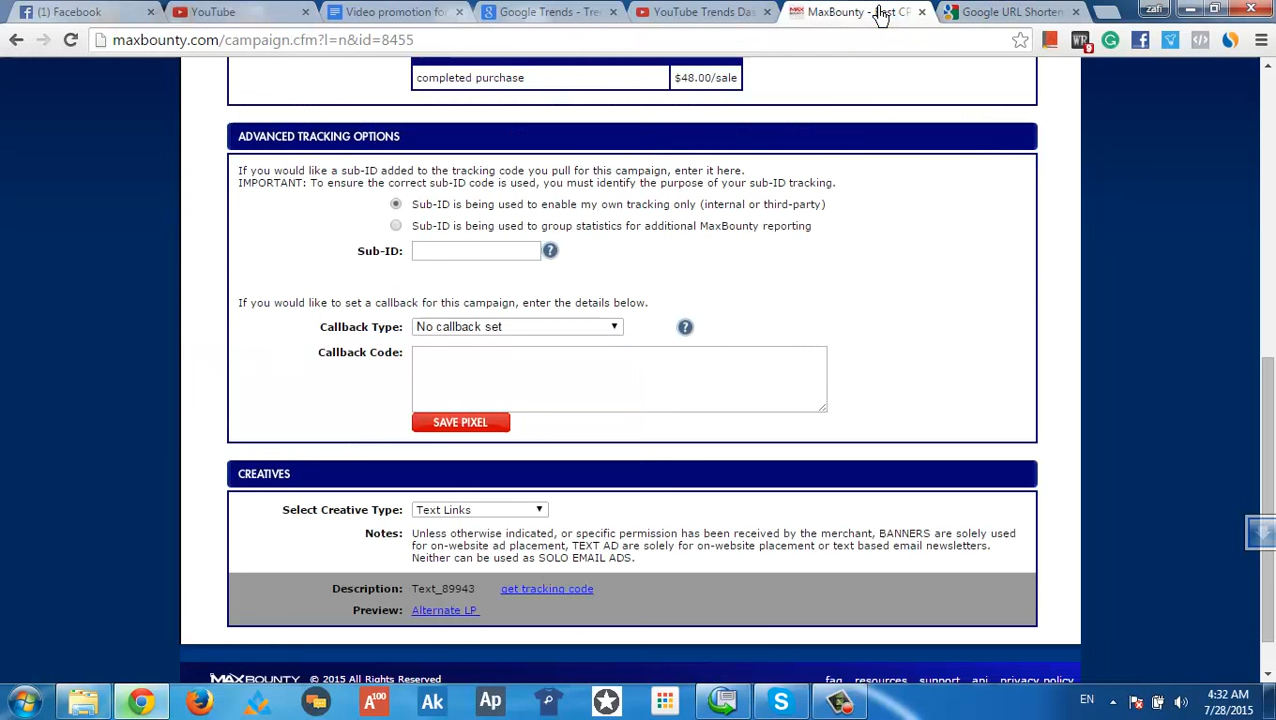 (1) Facebook
YouTube
Video promotion for
Google Trends - Tre
YouTube Trends Das
MaxBounty - Best CP
Google URL Shorten
zafi
maxbounty.com/campaign.cfm?l=n&id=8455
9
completed purchase $48.00/sale
ADVANCED TRACKING OPTIONS
If you would like a sub-ID added to the tracking code you pull for this campaign, enter it here.
IMPORTANT: To ensure the correct sub-ID code is used, you must identify the purpose of your sub-ID tracking.
Sub-ID is being used to enable my own tracking only (internal or third-party)
Sub-ID is being used to group statistics for additional MaxBounty reporting
Sub-ID:
If you would like to set a callback for this campaign, enter the details below.
Callback Type: No callback set
Callback Code:
SAVE PIXEL
CREATIVES
Select Creative Type: Text Links
Notes: Unless otherwise indicated, or specific permission has been received by the merchant, BANNERS are solely used
for on-website ad placement, TEXT AD are solely for on-website placement or text based email newsletters.
Neither can be used as SOLO EMAIL ADS.
Description: Text_89943 get tracking code
Preview: Alternate LP
MAXBOUNTY © 2015 All Rights Reserved
faq resources support api privacy policy
A100
Ak
Ap
EN
4:32 AM
7/28/2015